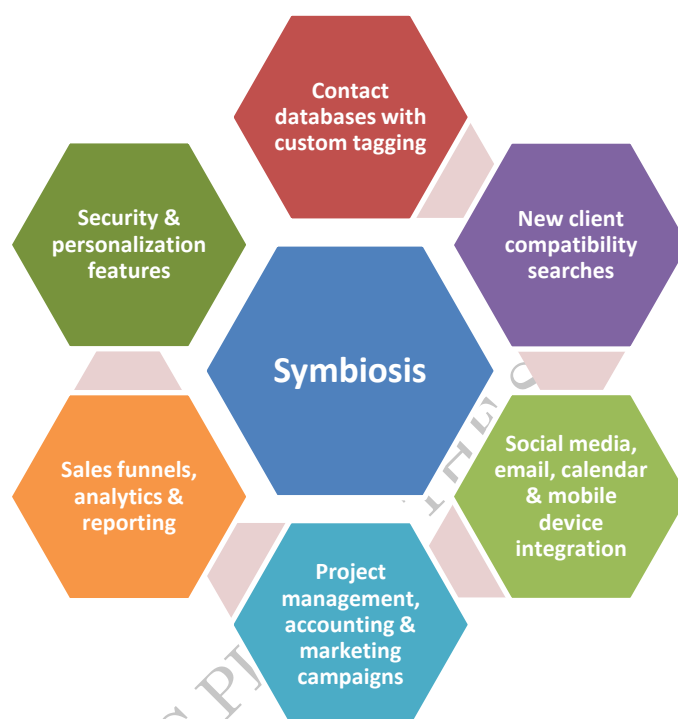 Contact
databases with
custom tagging
New client
compatibility
searches
Security &
personalization
features
Symbiosis
Social media,
email, calendar
& mobile
device
integration
Sales funnels,
analytics &
reporting
Project
management,
accounting &
marketing
campaigns